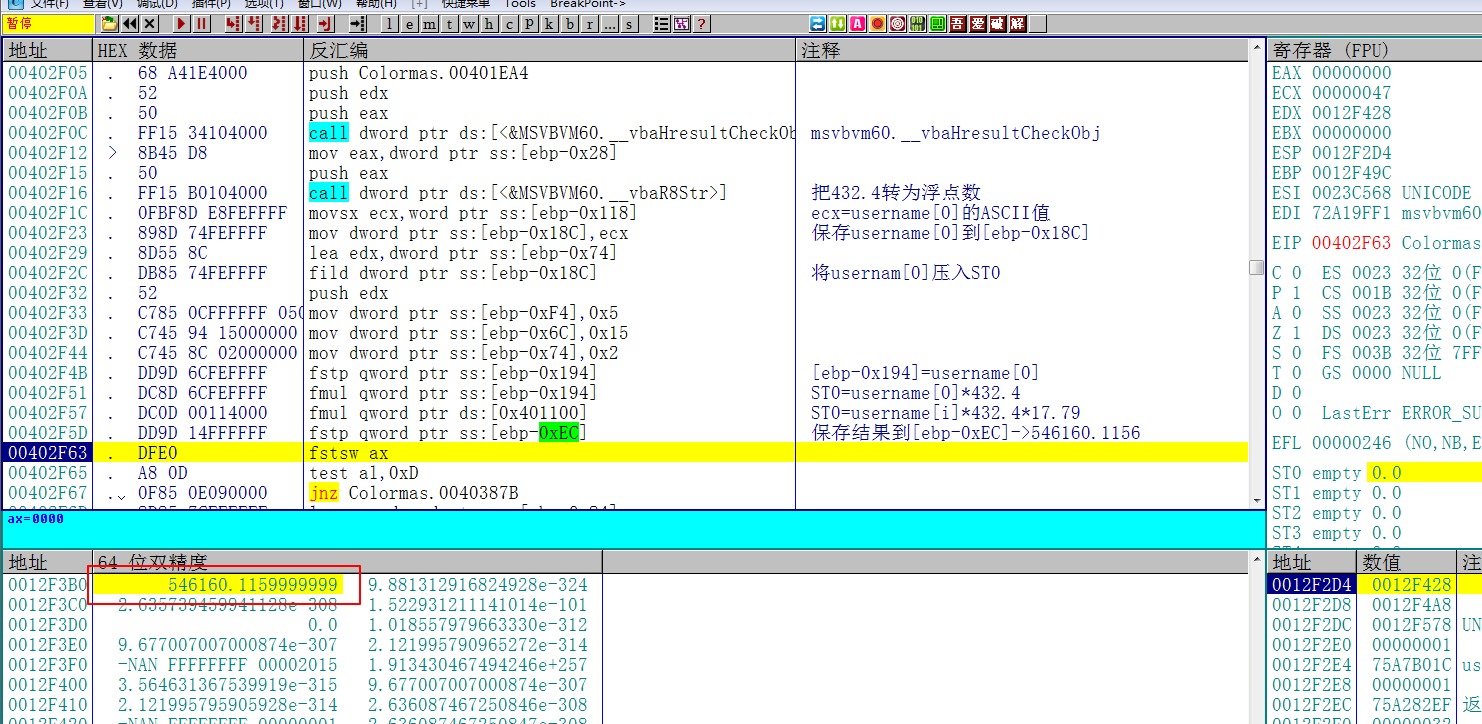 文件(F) 查看(V) 调试(D) 插件(P) 选项(T) 窗口(W) 帮助(H) [+] 快捷菜单 Tools BreakPoint->
暂停 l e m t w h c p k b r ... s ? 吾 爱 破 解
地址 HEX 数据 反汇编 注释
00402F05 . 68 A41E4000 push Colormas.00401EA4
00402F0A . 52 push edx
00402F0B . 50 push eax
00402F0C . FF15 34104000 call dword ptr ds:[<&MSVBVM60.__vbaHresultCheckOb msvbvm60.__vbaHresultCheckObj
00402F12 > 8B45 D8 mov eax,dword ptr ss:[ebp-0x28]
00402F15 . 50 push eax
00402F16 . FF15 B0104000 call dword ptr ds:[<&MSVBVM60.__vbaR8Str>] 把432.4转为浮点数
00402F1C . 0FBF8D E8FEFFFF movsx ecx,word ptr ss:[ebp-0x118] ecx=username[0]的ASCII值
00402F23 . 898D 74FEFFFF mov dword ptr ss:[ebp-0x18C],ecx 保存username[0]到[ebp-0x18C]
00402F29 . 8D55 8C lea edx,dword ptr ss:[ebp-0x74]
00402F2C . DB85 74FEFFFF fild dword ptr ss:[ebp-0x18C] 将usernam[0]压入ST0
00402F32 . 52 push edx
00402F33 . C785 0CFFFFFF 050 mov dword ptr ss:[ebp-0xF4],0x5
00402F3D . C745 94 15000000 mov dword ptr ss:[ebp-0x6C],0x15
00402F44 . C745 8C 02000000 mov dword ptr ss:[ebp-0x74],0x2
00402F4B . DD9D 6CFEFFFF fstp qword ptr ss:[ebp-0x194] [ebp-0x194]=username[0]
00402F51 . DC8D 6CFEFFFF fmul qword ptr ss:[ebp-0x194] ST0=username[0]*432.4
00402F57 . DC0D 00114000 fmul qword ptr ds:[0x401100] ST0=username[i]*432.4*17.79
00402F5D . DD9D 14FFFFFF fstp qword ptr ss:[ebp-0xEC] 保存结果到[ebp-0xEC]->546160.1156
00402F63 . DFE0 fstsw ax
00402F65 . A8 0D test al,0xD
00402F67 . 0F85 0E090000 jnz Colormas.0040387B
ax=0000
寄存器 (FPU)
EAX 00000000
ECX 00000047
EDX 0012F428
EBX 00000000
ESP 0012F2D4
EBP 0012F49C
ESI 0023C568 UNICODE
EDI 72A19FF1 msvbvm60
EIP 00402F63 Colormas
C 0 ES 0023 32位 0(F
P 1 CS 001B 32位 0(F
A 0 SS 0023 32位 0(F
Z 1 DS 0023 32位 0(F
S 0 FS 003B 32位 7FF
T 0 GS 0000 NULL
D 0
O 0 LastErr ERROR_SU
EFL 00000246 (NO,NB,E
ST0 empty 0.0
ST1 empty 0.0
ST2 empty 0.0
ST3 empty 0.0
地址 64 位双精度
0012F3B0 546160.1159999999 9.881312916824928e-324
0012F3C0 2.635739459941128e-308 1.522931211141014e-101
0012F3D0 0.0 1.018557979663330e-312
0012F3E0 9.677007007000874e-307 2.121995790965272e-314
0012F3F0 -NAN FFFFFFFF 00002015 1.913430467494246e+257
0012F400 3.564631367539919e-315 9.677007007000874e-307
0012F410 2.121995795905928e-314 2.636087467250846e-308
0012F420 -NAN FFFFFFFF 00000001 2.636087467250847e-308
地址 数值 注
0012F2D4 0012F428
0012F2D8 0012F4A8
0012F2DC 0012F578 UN
0012F2E0 00000001
0012F2E4 75A7B01C us
0012F2E8 00000001
0012F2EC 75A282EF 返